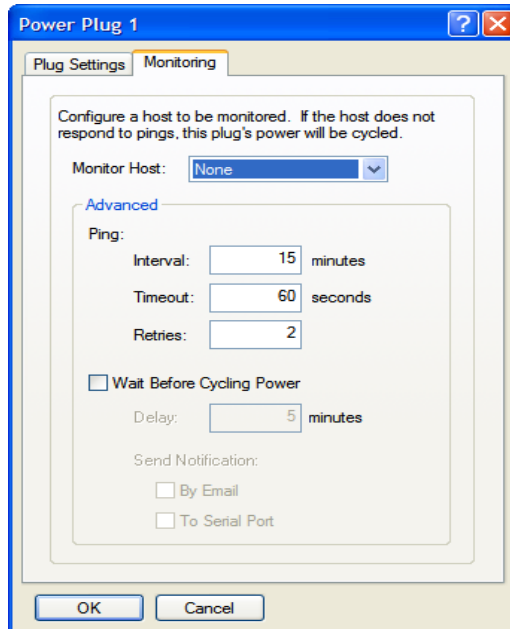 Power Plug 1
Plug Settings
Monitoring
Configure a host to be monitored. If the host does not
respond to pings, this plug's power will be cycled.
Monitor Host: None
Advanced
Ping:
Interval: 15 minutes
Timeout: 60 seconds
Retries: 2
Wait Before Cycling Power
Delay: 5 minutes
Send Notification:
By Email
To Serial Port
OK Cancel